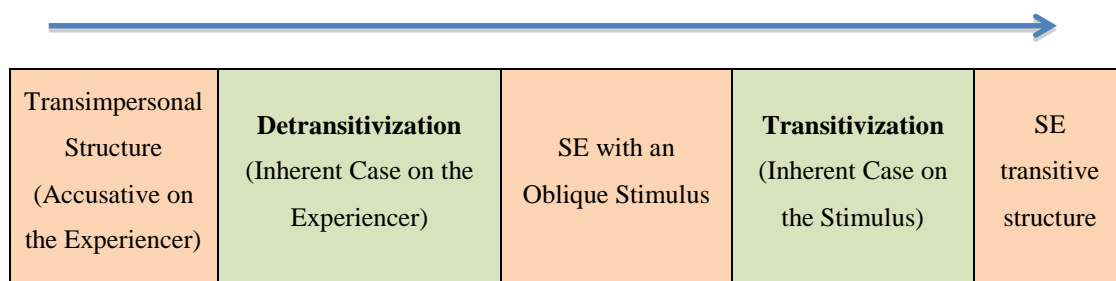 Transimpersonal
Structure
(Accusative on
the Experiencer)
Detransitivization
(Inherent Case on the
Experiencer)
SE with an
Oblique Stimulus
Transitivization
(Inherent Case on
the Stimulus)
SE
transitive
structure